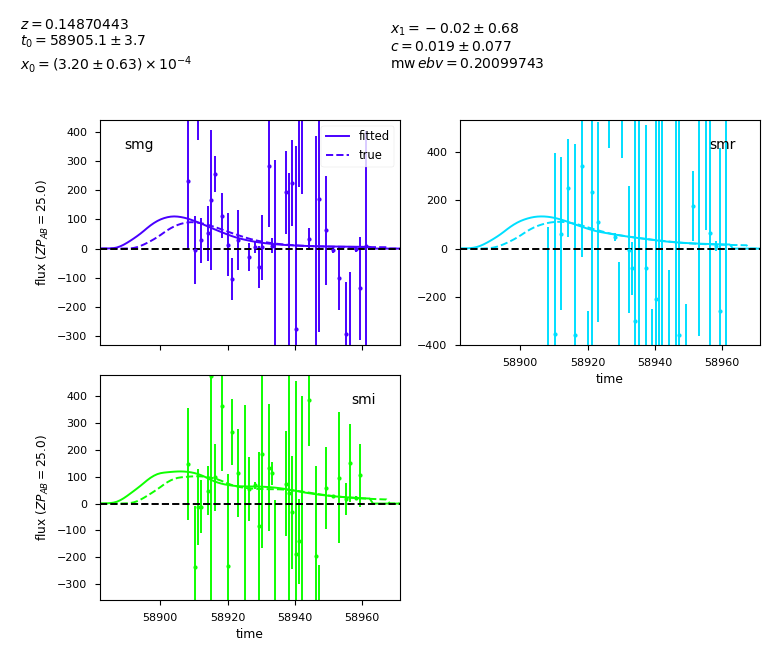 z = 0.14870443
t₀ = 58905.1 ± 3.7
x₀ = (3.20 ± 0.63) × 10⁻⁴
x₁ = −0.02 ± 0.68
c = 0.019 ± 0.077
mw ebv = 0.20099743
smg
fitted
true
400
300
200
100
0
−100
−200
−300
flux (ZP_AB = 25.0)
smr
400
200
0
−200
−400
58900 58920 58940 58960
time
smi
400
300
200
100
0
−100
−200
−300
flux (ZP_AB = 25.0)
58900 58920 58940 58960
time